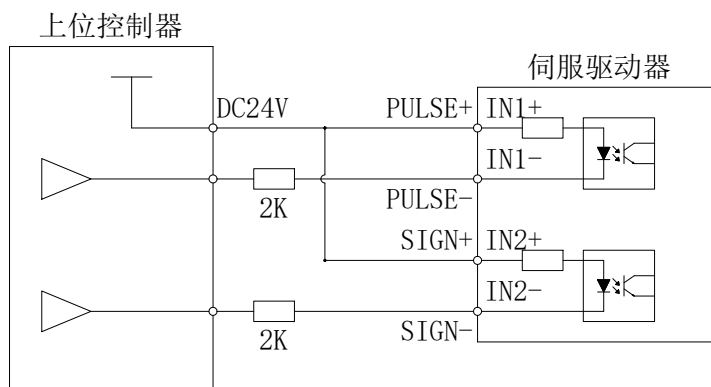 上位控制器
伺服驱动器
DC24V
PULSE+
IN1+
IN1-
2K
PULSE-
SIGN+
IN2+
IN2-
2K
SIGN-